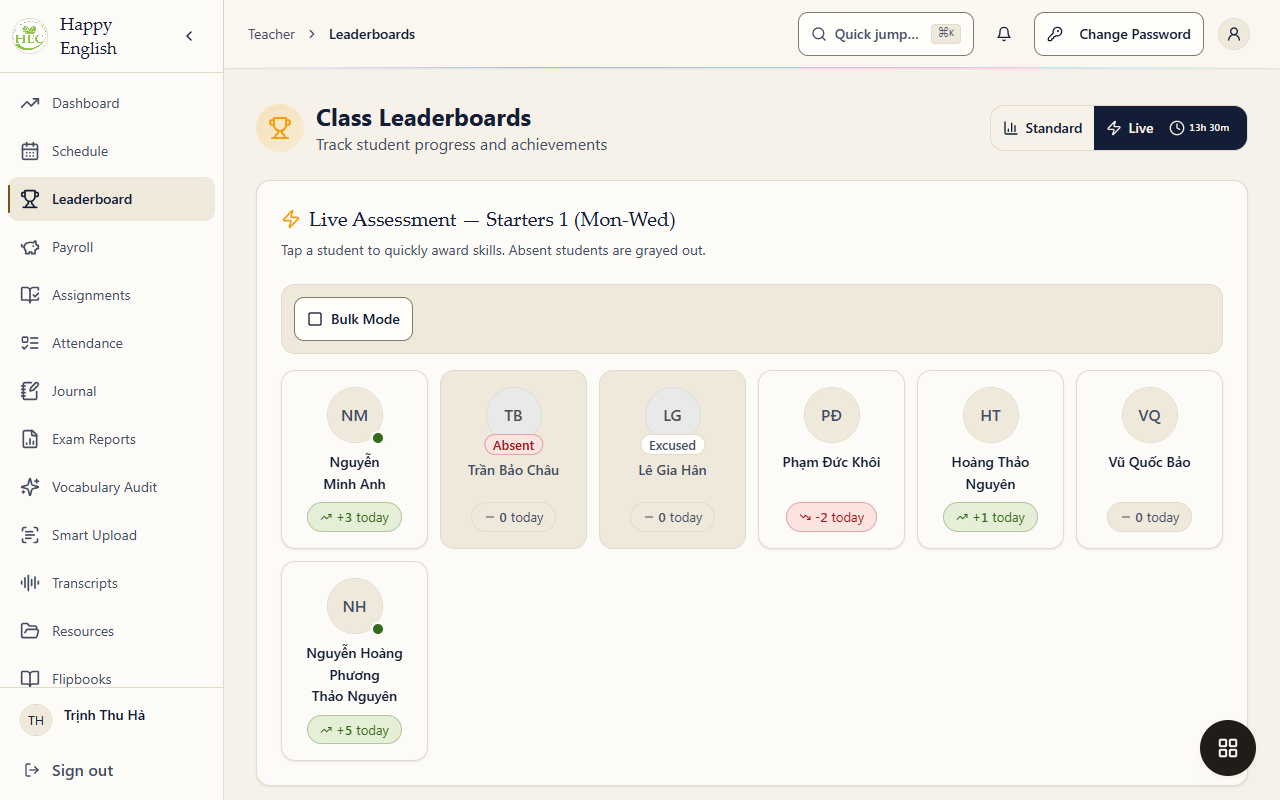 HEC
Happy
English
Teacher
Leaderboards
Quick jump...
⌘K
Change Password
Dashboard
Schedule
Leaderboard
Payroll
Assignments
Attendance
Journal
Exam Reports
Vocabulary Audit
Smart Upload
Transcripts
Resources
Flipbooks
TH
Trịnh Thu Hà
Sign out
Class Leaderboards
Track student progress and achievements
Standard
Live
13h 30m
Live Assessment — Starters 1 (Mon-Wed)
Tap a student to quickly award skills. Absent students are grayed out.
Bulk Mode
NM
Nguyễn
Minh Anh
+3 today
TB
Absent
Trần Bảo Châu
0 today
LG
Excused
Lê Gia Hân
0 today
PĐ
Phạm Đức Khôi
-2 today
HT
Hoàng Thảo
Nguyên
+1 today
VQ
Vũ Quốc Bảo
0 today
NH
Nguyễn Hoàng
Phương
Thảo Nguyên
+5 today